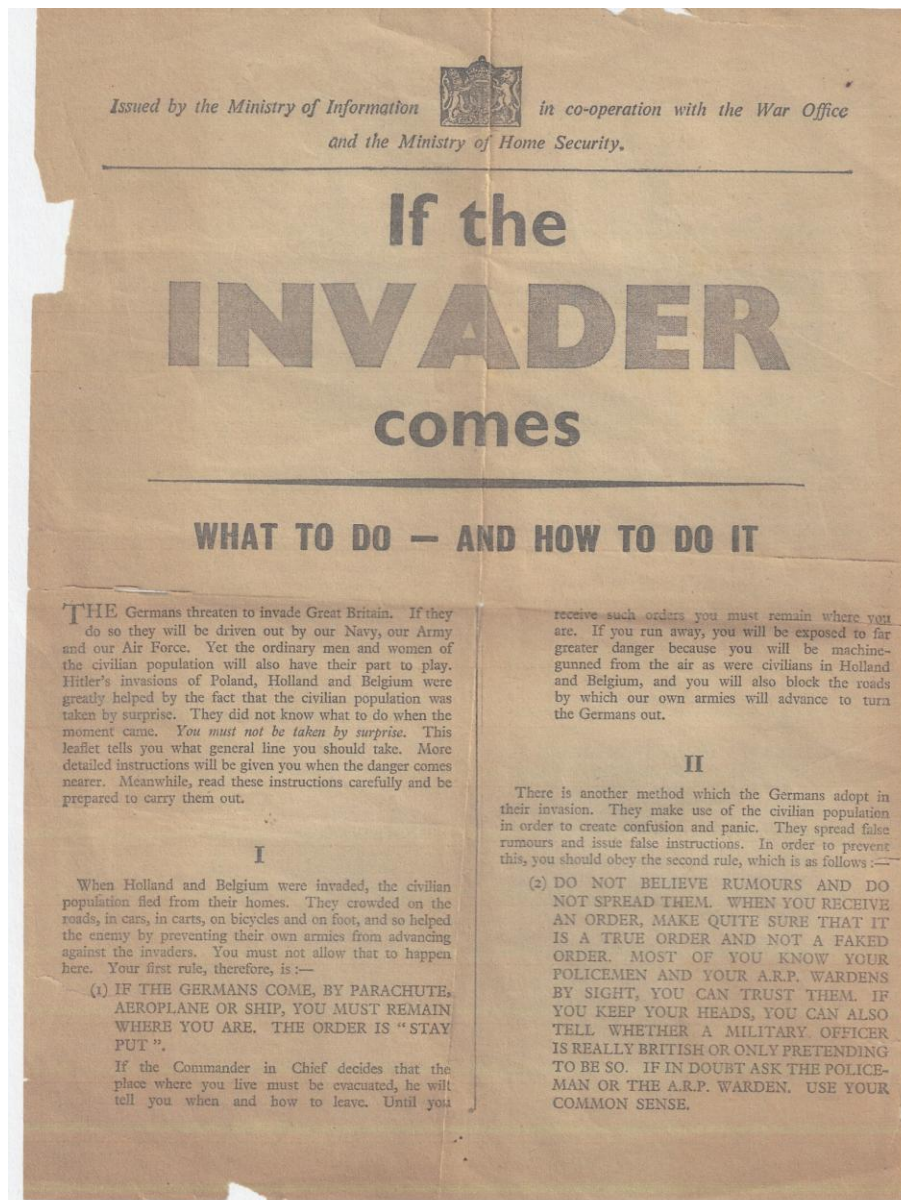 Issued by the Ministry of Information in co-operation with the War Office
and the Ministry of Home Security.
If the
INVADER
comes
WHAT TO DO — AND HOW TO DO IT
THE Germans threaten to invade Great Britain. If they
do so they will be driven out by our Navy, our Army
and our Air Force. Yet the ordinary men and women of
the civilian population will also have their part to play.
Hitler's invasions of Poland, Holland and Belgium were
greatly helped by the fact that the civilian population was
taken by surprise. They did not know what to do when the
moment came. You must not be taken by surprise. This
leaflet tells you what general line you should take. More
detailed instructions will be given you when the danger comes
nearer. Meanwhile, read these instructions carefully and be
prepared to carry them out.
I
When Holland and Belgium were invaded, the civilian
population fled from their homes. They crowded on the
roads, in cars, in carts, on bicycles and on foot, and so helped
the enemy by preventing their own armies from advancing
against the invaders. You must not allow that to happen
here. Your first rule, therefore, is :—
(1) IF THE GERMANS COME, BY PARACHUTE,
AEROPLANE OR SHIP, YOU MUST REMAIN
WHERE YOU ARE. THE ORDER IS “ STAY
PUT ”.
If the Commander in Chief decides that the
place where you live must be evacuated, he will
tell you when and how to leave. Until you
receive such orders you must remain where you
are. If you run away, you will be exposed to far
greater danger because you will be machine-
gunned from the air as were civilians in Holland
and Belgium, and you will also block the roads
by which our own armies will advance to turn
the Germans out.
II
There is another method which the Germans adopt in
their invasion. They make use of the civilian population
in order to create confusion and panic. They spread false
rumours and issue false instructions. In order to prevent
this, you should obey the second rule, which is as follows :—
(2) DO NOT BELIEVE RUMOURS AND DO
NOT SPREAD THEM. WHEN YOU RECEIVE
AN ORDER, MAKE QUITE SURE THAT IT
IS A TRUE ORDER AND NOT A FAKED
ORDER. MOST OF YOU KNOW YOUR
POLICEMEN AND YOUR A.R.P. WARDENS
BY SIGHT, YOU CAN TRUST THEM. IF
YOU KEEP YOUR HEADS, YOU CAN ALSO
TELL WHETHER A MILITARY OFFICER
IS REALLY BRITISH OR ONLY PRETENDING
TO BE SO. IF IN DOUBT ASK THE POLICE-
MAN OR THE A.R.P. WARDEN. USE YOUR
COMMON SENSE.